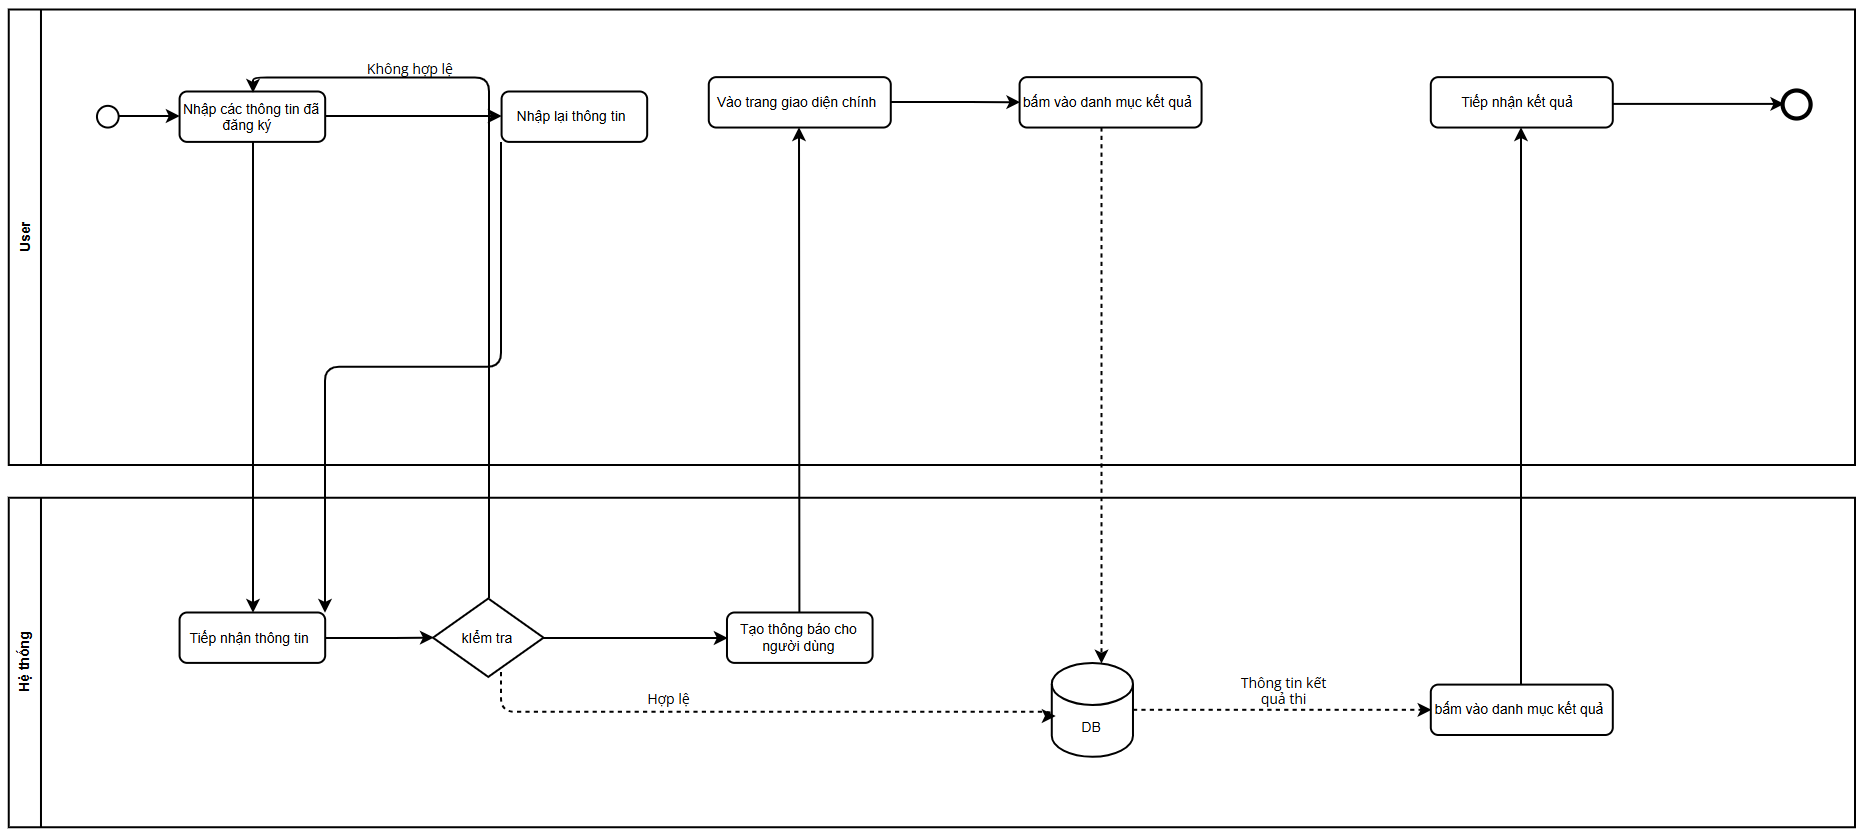 User
Không hợp lệ
Nhập các thông tin đã
đăng ký
Nhập lại thông tin
Vào trang giao diện chính
bấm vào danh mục kết quả
Tiếp nhận kết quả
Hệ thống
Tiếp nhận thông tin
kIểm tra
Tạo thông báo cho
người dùng
Hợp lệ
DB
Thông tin kết
quả thi
bấm vào danh mục kết quả